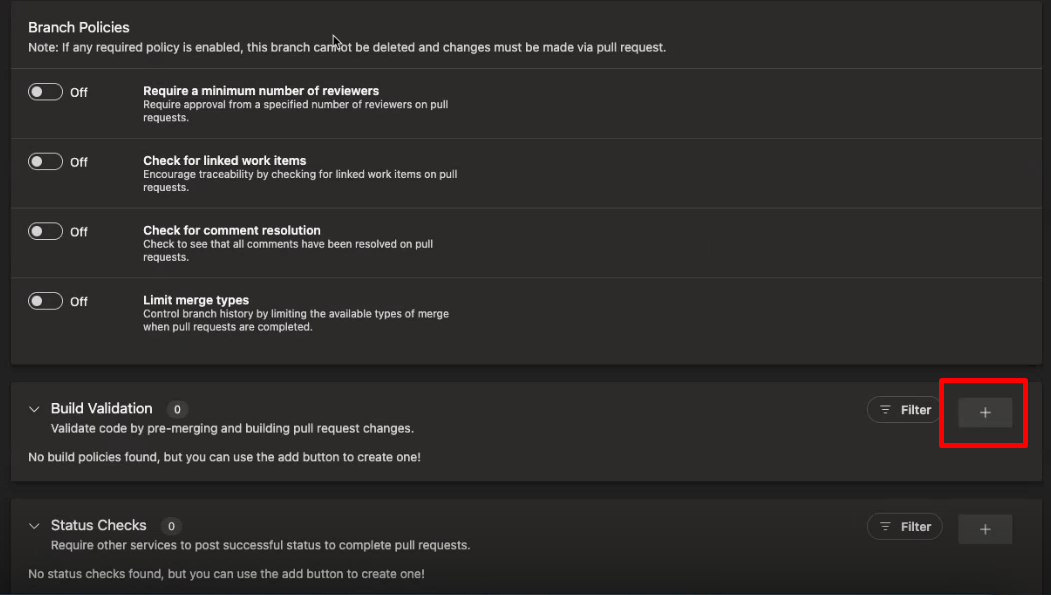 Branch Policies
Note: If any required policy is enabled, this branch cannot be deleted and changes must be made via pull request.
Off
Require a minimum number of reviewers
Require approval from a specified number of reviewers on pull
requests.
Off
Check for linked work items
Encourage traceability by checking for linked work items on pull
requests.
Off
Check for comment resolution
Check to see that all comments have been resolved on pull
requests.
Off
Limit merge types
Control branch history by limiting the available types of merge
when pull requests are completed.
Build Validation 0
Filter
+
Validate code by pre-merging and building pull request changes.
No build policies found, but you can use the add button to create one!
Status Checks 0
Filter
+
Require other services to post successful status to complete pull requests.
No status checks found, but you can use the add button to create one!